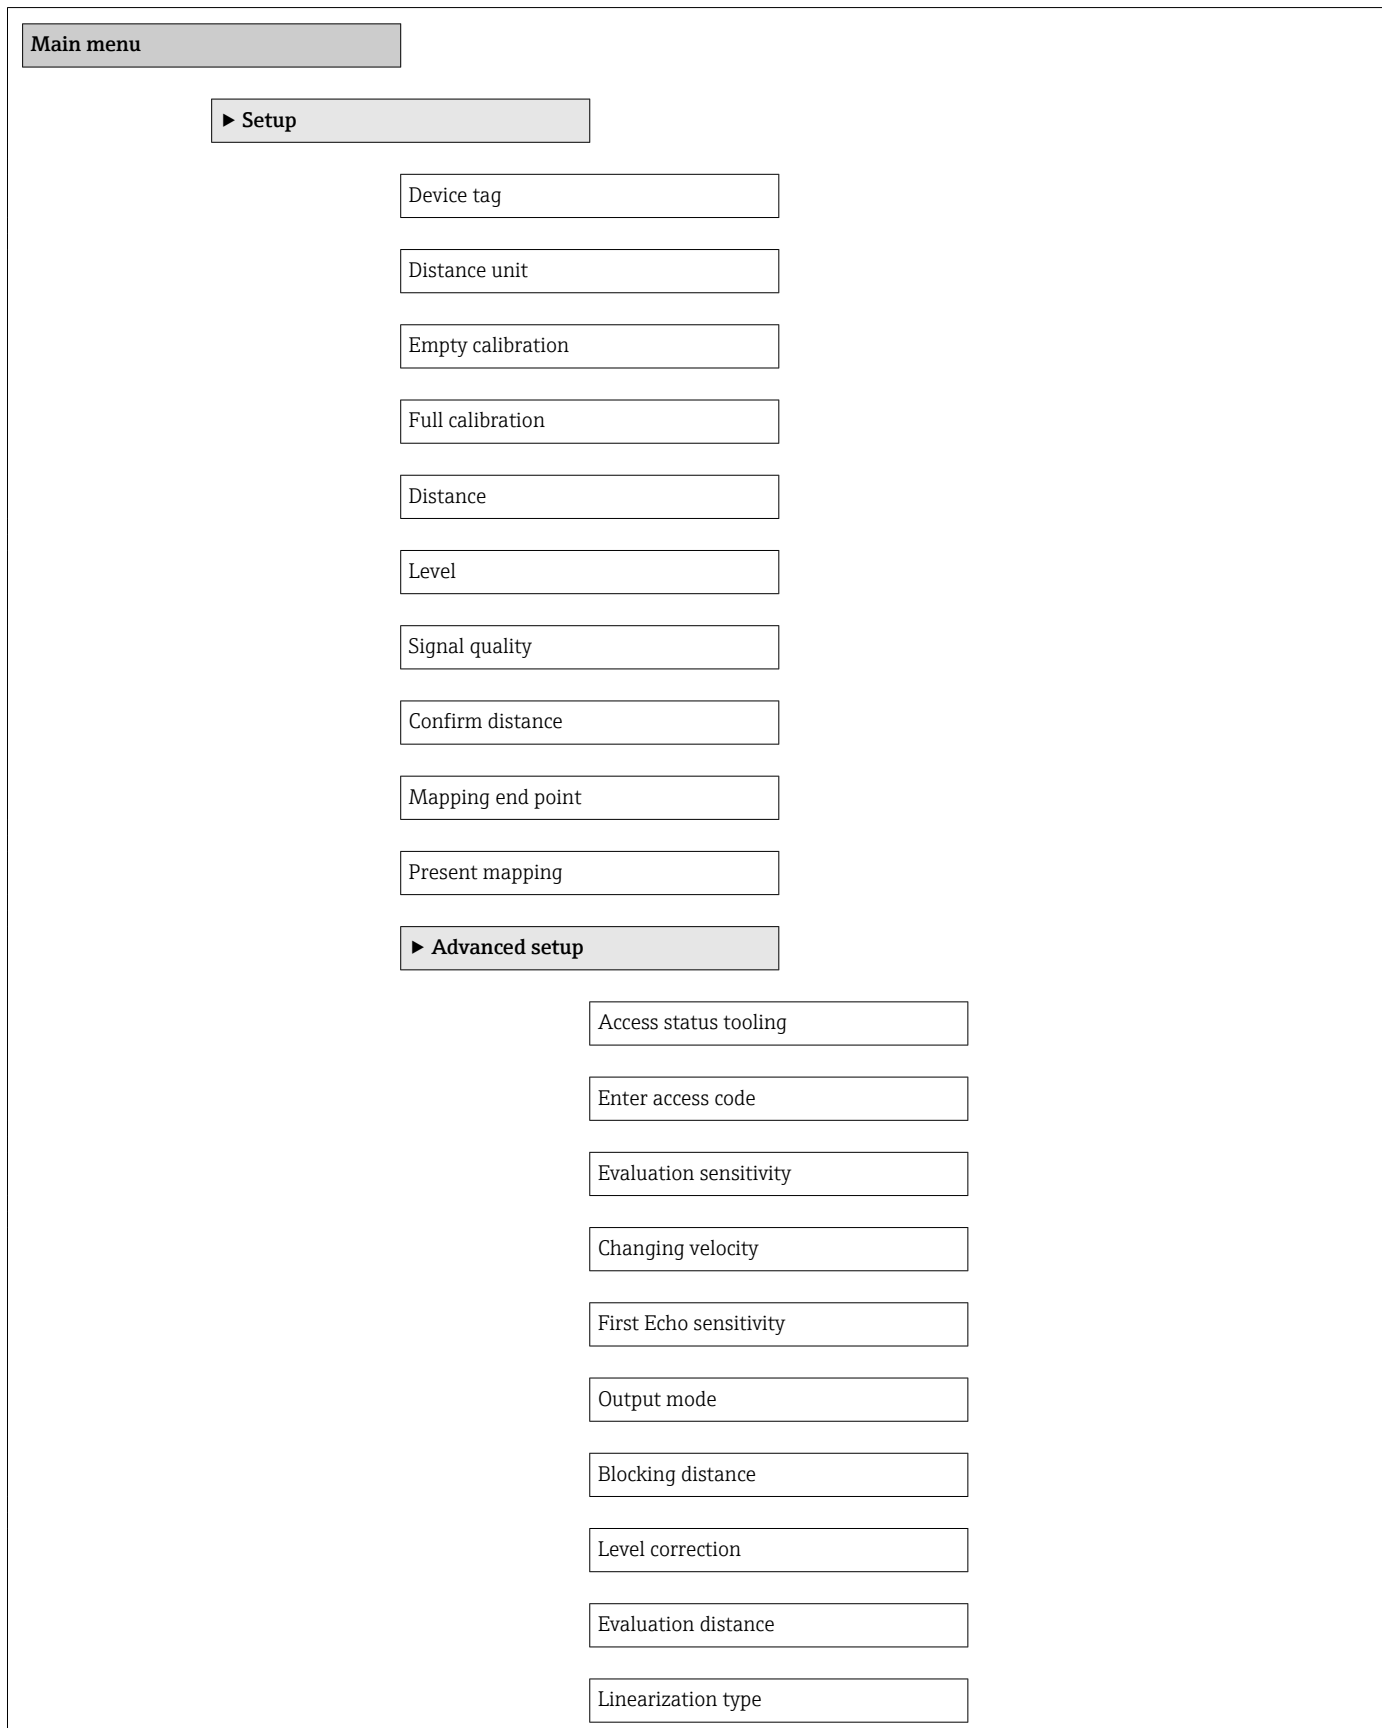 Main menu
▶ Setup
Device tag
Distance unit
Empty calibration
Full calibration
Distance
Level
Signal quality
Confirm distance
Mapping end point
Present mapping
▶ Advanced setup
Access status tooling
Enter access code
Evaluation sensitivity
Changing velocity
First Echo sensitivity
Output mode
Blocking distance
Level correction
Evaluation distance
Linearization type